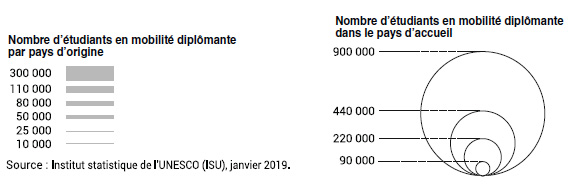 Nombre d'étudiants en mobilité diplômante
par pays d'origine
300 000
110 000
80 000
50 000
25 000
10 000
Source : Institut statistique de l'UNESCO (ISU), janvier 2019.
Nombre d'étudiants en mobilité diplômante
dans le pays d'accueil
900 000
440 000
220 000
90 000